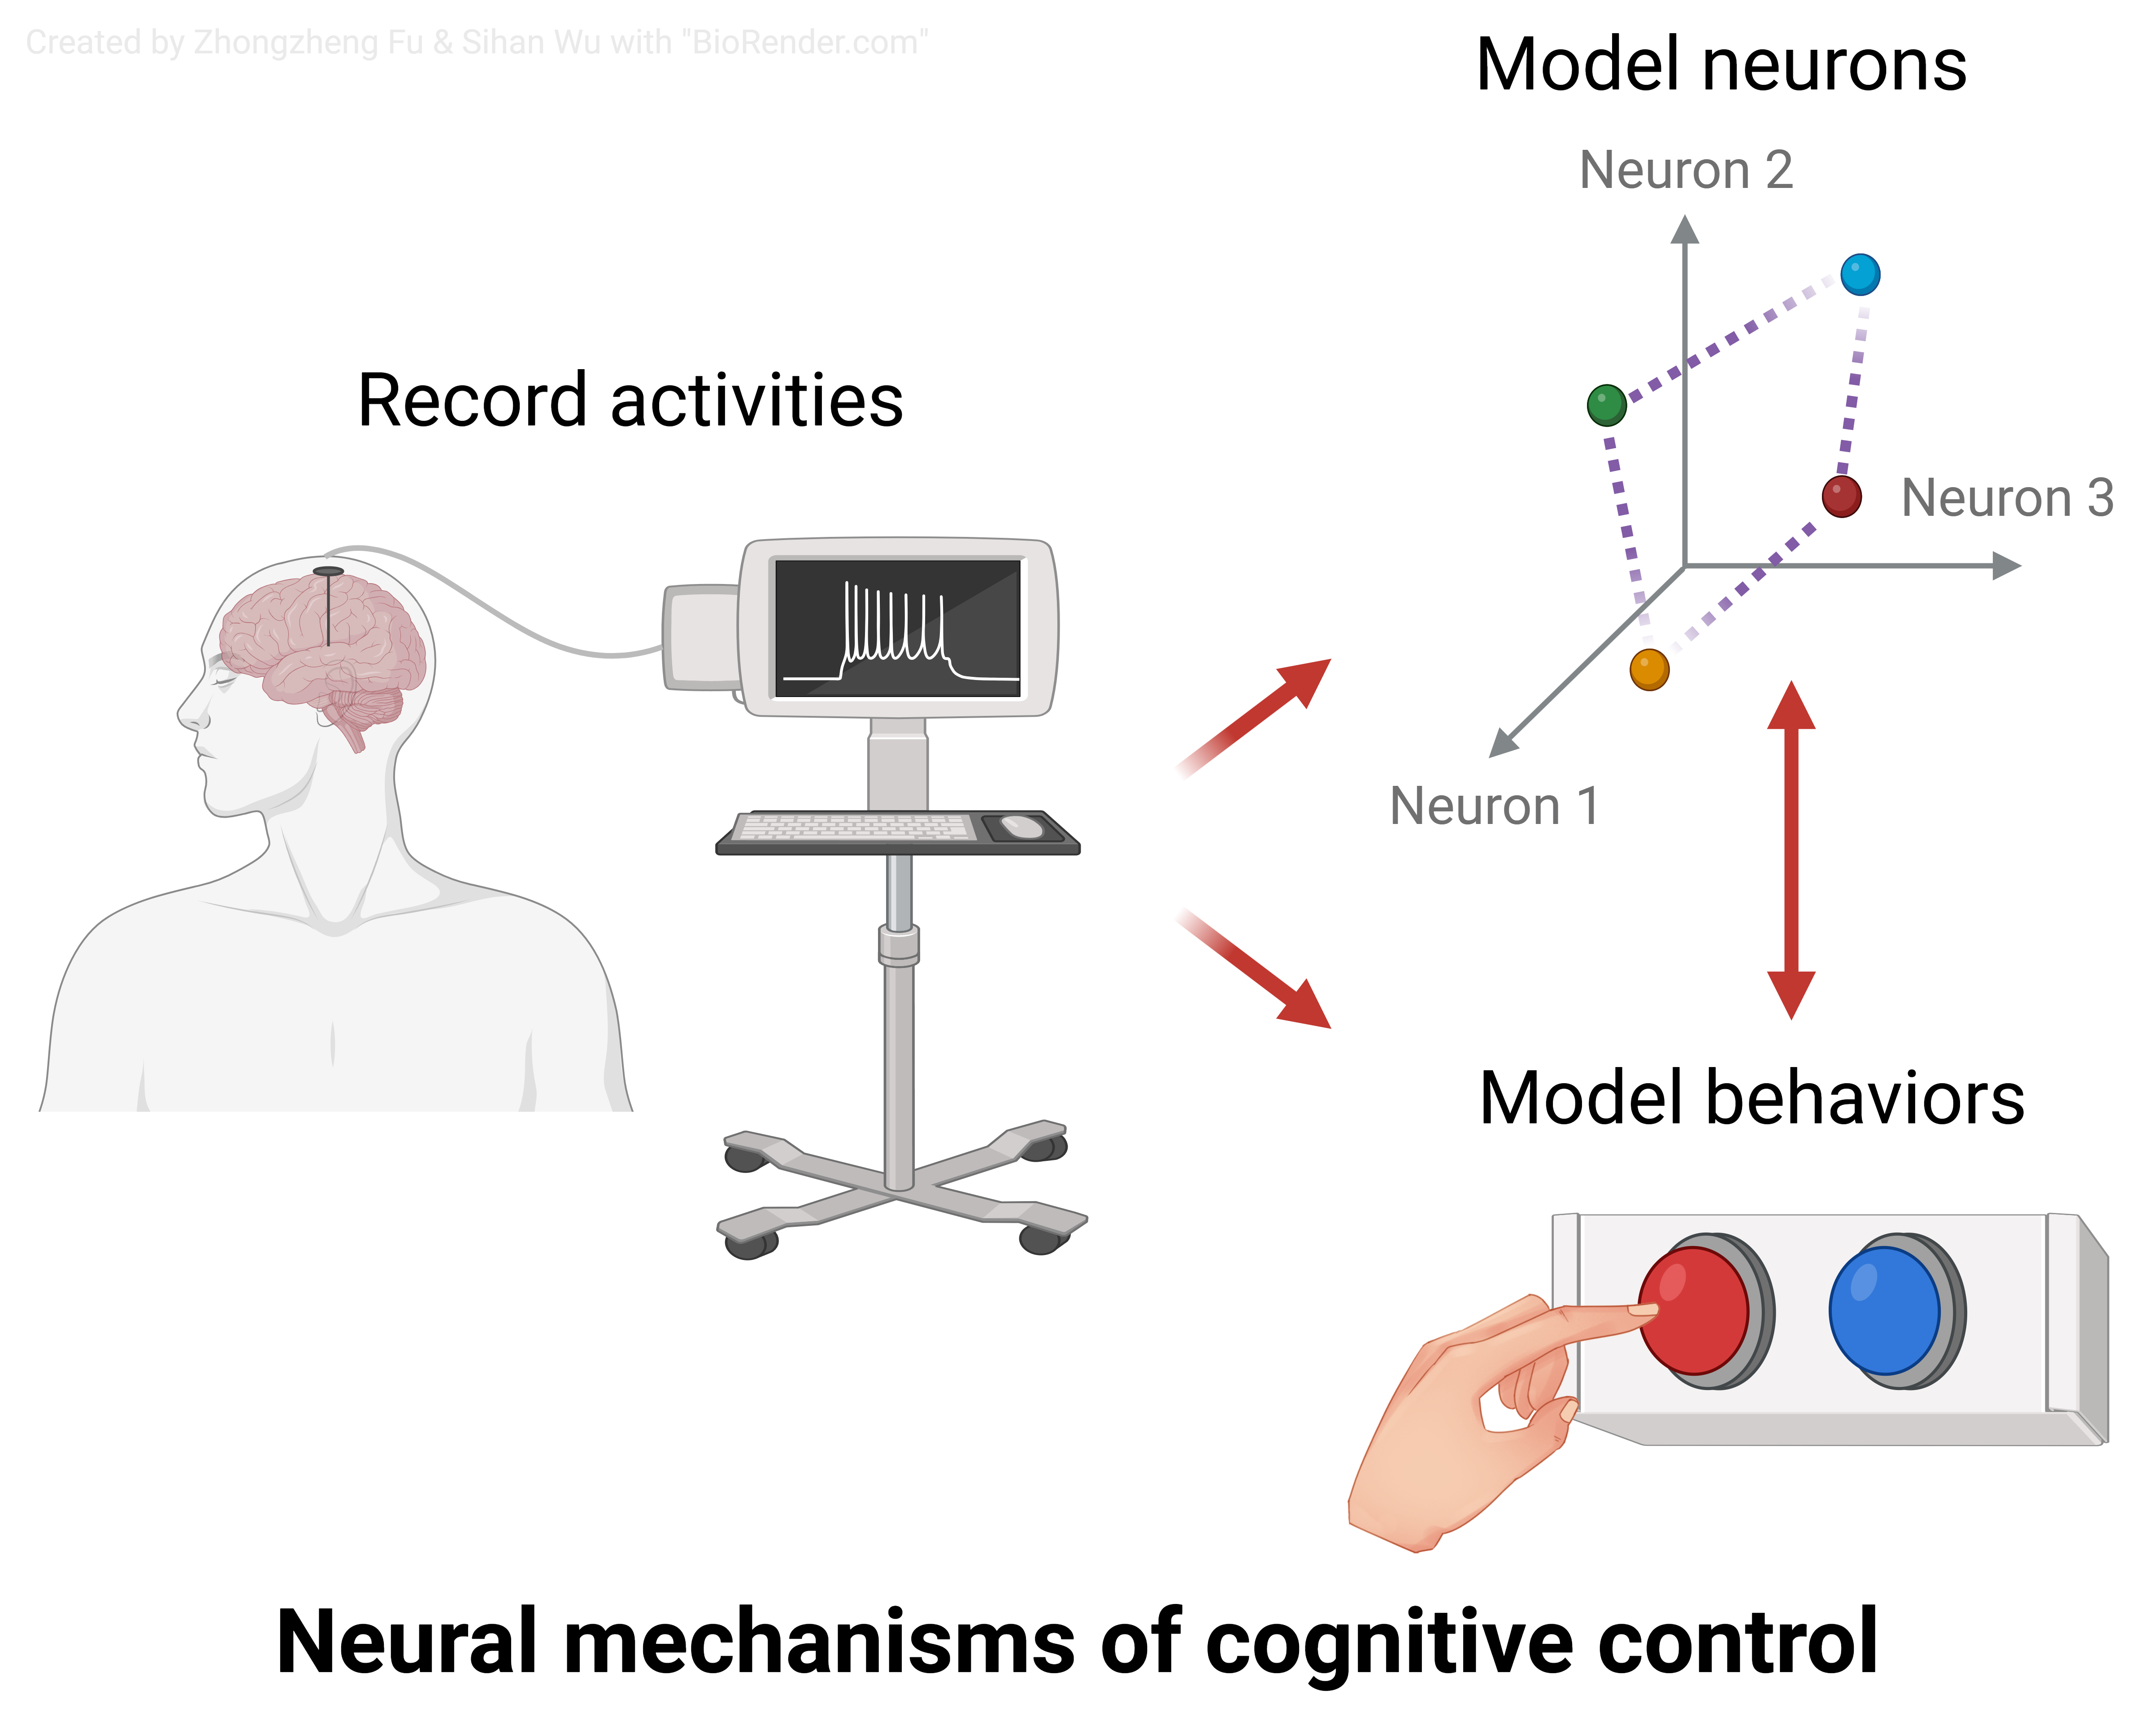 Created by Zhongzheng Fu & Sihan Wu with "BioRender.com"
Model neurons
Neuron 2
Record activities
Neuron 3
Neuron 1
Model behaviors
Neural mechanisms of cognitive control